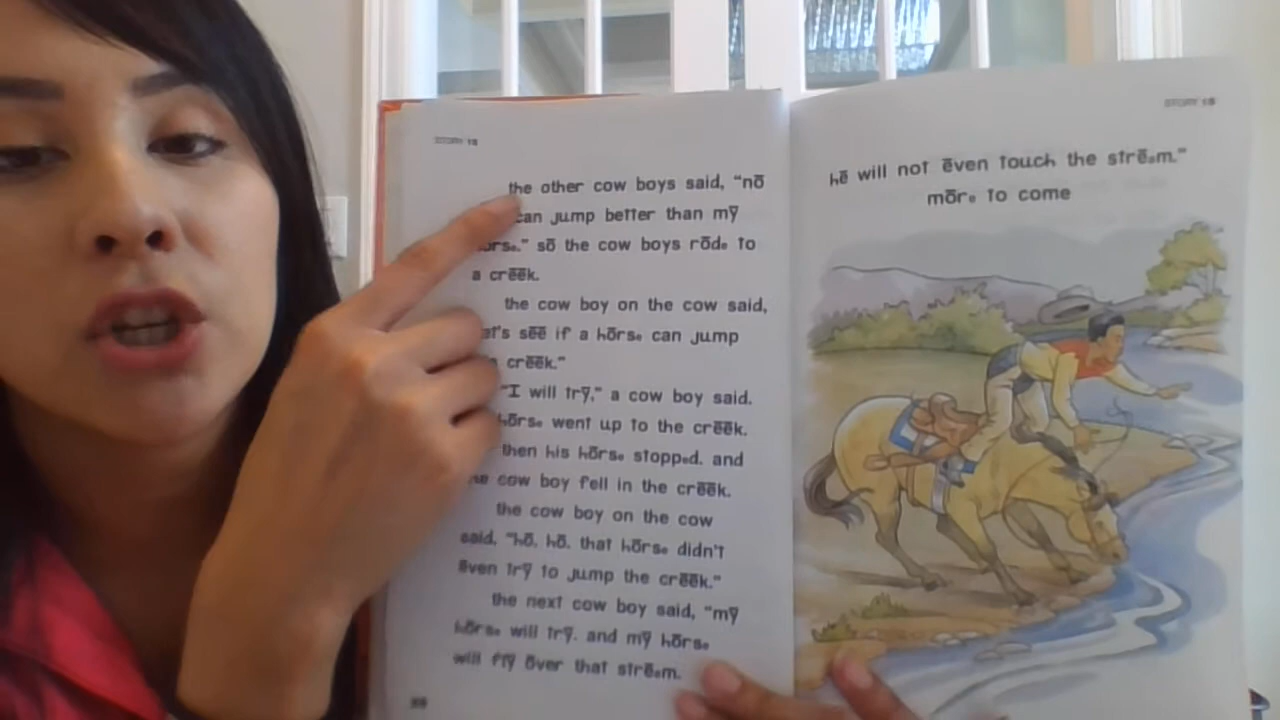 STORY 18
the other cow boys said, "nō
can jump better than mȳ
sō the cow boys rōde to
a crēēk.
the cow boy on the cow said,
sēē if a hōrse can jump
crēēk."
"I will trȳ," a cow boy said.
hōrse went up to the crēēk.
then his hōrse stopped. and
cow boy fell in the crēēk.
the cow boy on the cow
said, "hō, hō. that hōrse didn't
ēven trȳ to jump the crēēk."
the next cow boy said, "mȳ
hōrse will trȳ. and mȳ hōrse
will flȳ ōver that strēam.
STORY 18
hē will not ēven touch the strēam."
mōre to come